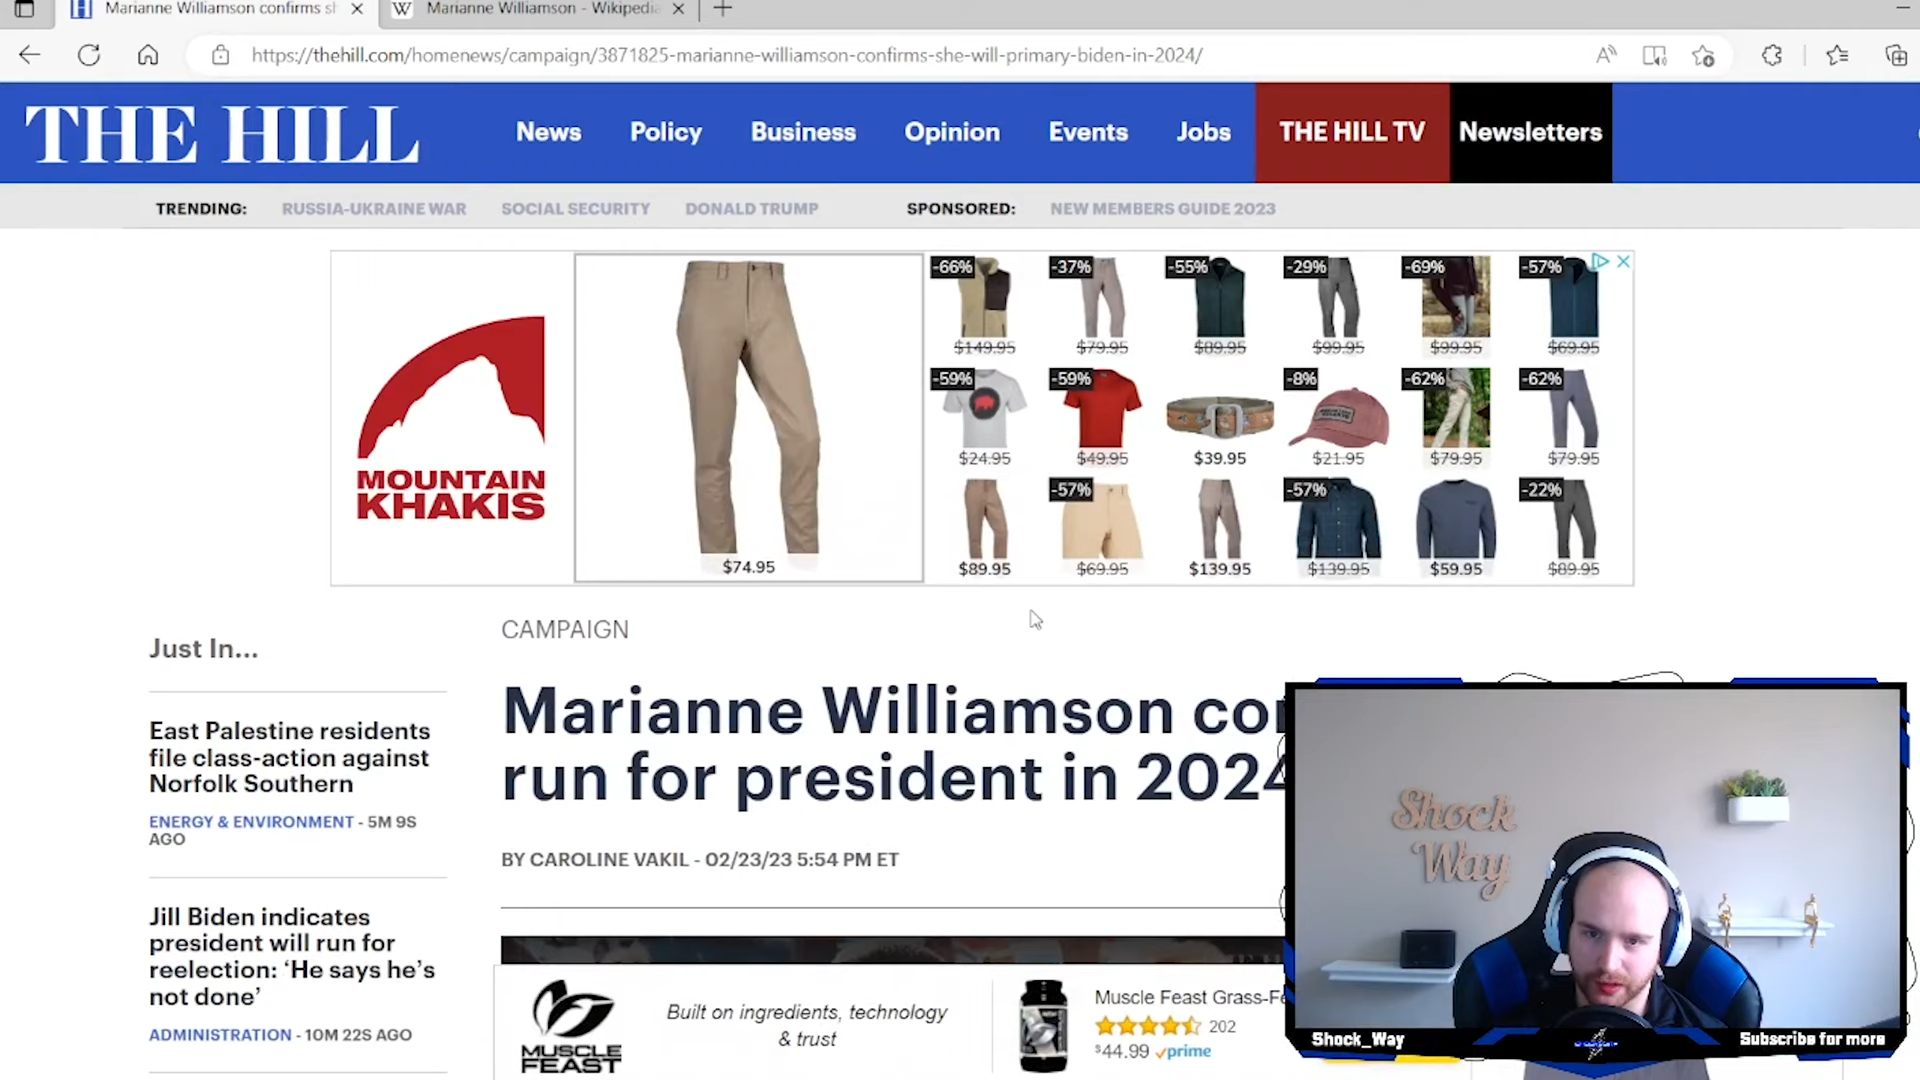 Marianne Williamson confirms sh
Marianne Williamson - Wikipedia
https://thehill.com/homenews/campaign/3871825-marianne-williamson-confirms-she-will-primary-biden-in-2024/
THE HILL
News
Policy
Business
Opinion
Events
Jobs
THE HILL TV
Newsletters
TRENDING:
RUSSIA-UKRAINE WAR
SOCIAL SECURITY
DONALD TRUMP
SPONSORED:
NEW MEMBERS GUIDE 2023
MOUNTAIN
KHAKIS
$74.95
-66%
-37%
-55%
-29%
-69%
-57%
$149.95
$79.95
$89.95
$99.95
$99.95
$69.95
-59%
-59%
-8%
-62%
-62%
$24.95
$49.95
$39.95
$21.95
$79.95
$79.95
-57%
-57%
-22%
$89.95
$69.95
$139.95
$139.95
$59.95
$89.95
Just In...
East Palestine residents
file class-action against
Norfolk Southern
ENERGY & ENVIRONMENT - 5M 9S
AGO
Jill Biden indicates
president will run for
reelection: ‘He says he’s
not done’
ADMINISTRATION - 10M 22S AGO
CAMPAIGN
Marianne Williamson co
run for president in 2024
BY CAROLINE VAKIL - 02/23/23 5:54 PM ET
MUSCLE
FEAST
Built on ingredients, technology
& trust
Muscle Feast Grass-Fe
202
$44.99 prime
Shock
Way
Shock_Way
Subscribe for more